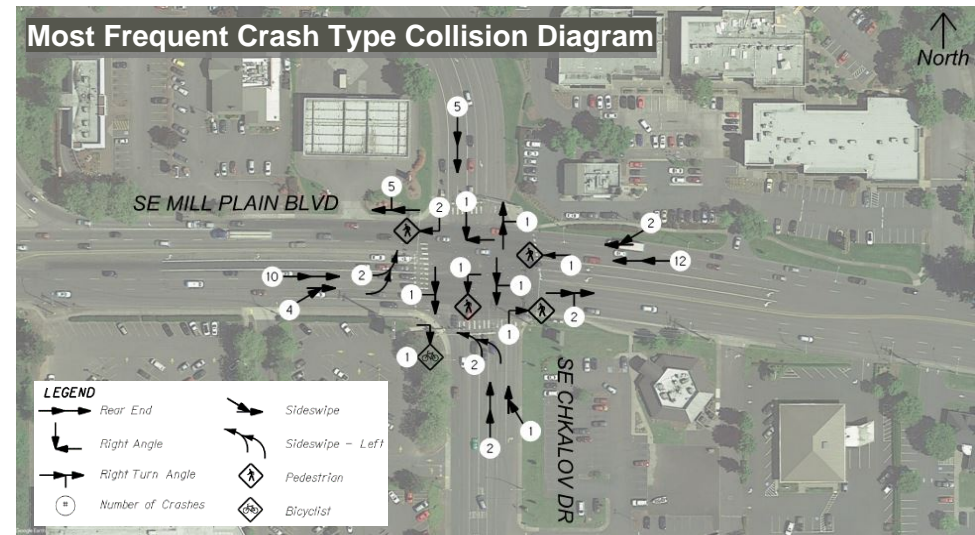 Most Frequent Crash Type Collision Diagram
North
5
SE MILL PLAIN BLVD
5
2
1
1
2
1
12
10
2
4
1
1
1
2
1
1
2
2
1
SE CHKALOV DR
LEGEND
Rear End
Sideswipe
Right Angle
Sideswipe - Left
Right Turn Angle
Pedestrian
#
Number of Crashes
Bicyclist
Google Earth